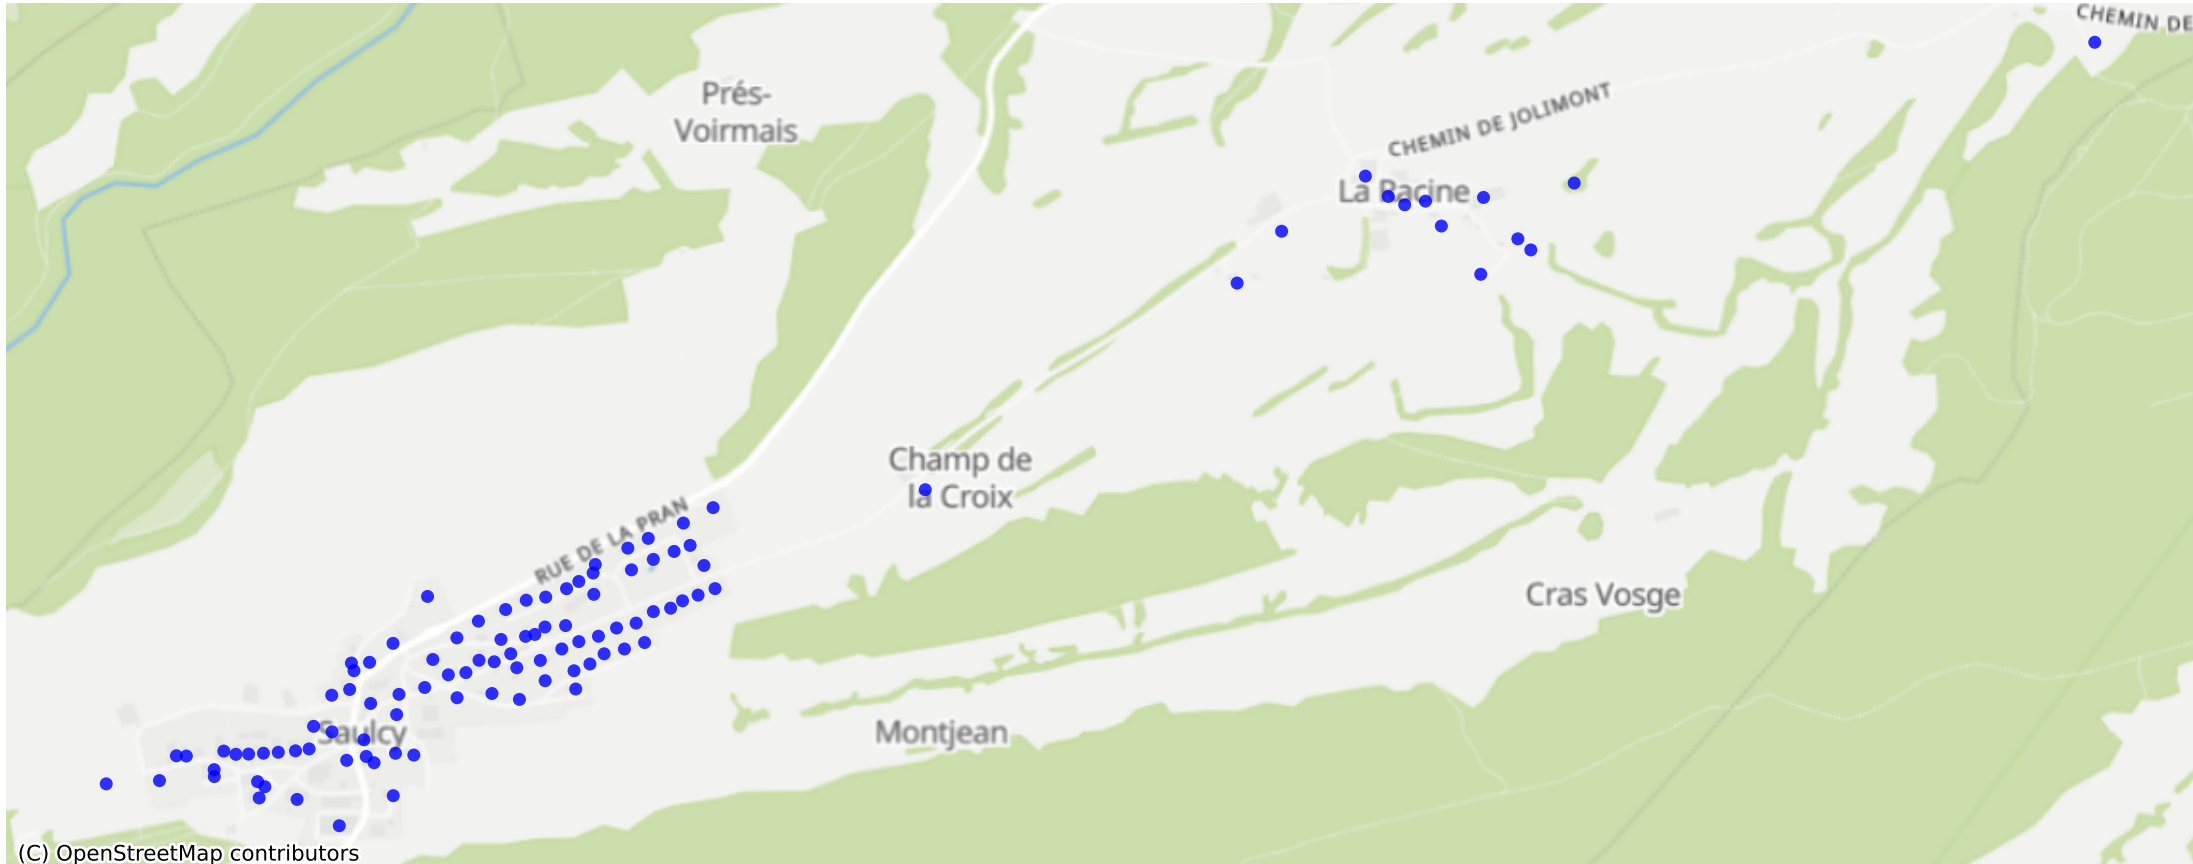 CHEMIN DE
Prés-
Voirmais
CHEMIN DE JOLIMONT
La Racine
Champ de
la Croix
RUE DE LA PRAN
Cras Vosge
Saulcy
Montjean
(C) OpenStreetMap contributors